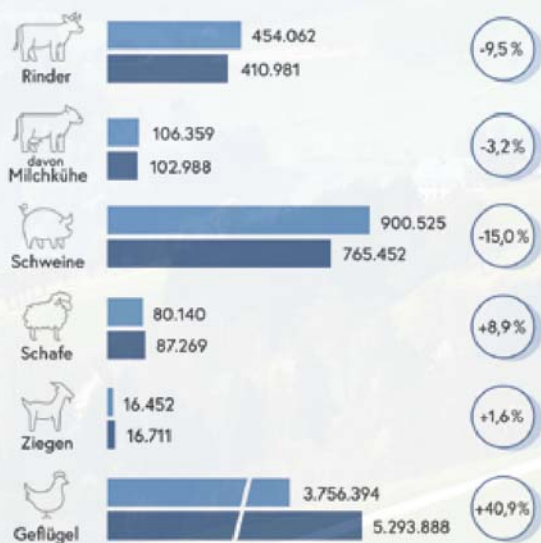 454.062
410.981
-9,5 %
Rinder
106.359
102.988
-3,2 %
davon
Milchkühe
900.525
765.452
-15,0 %
Schweine
80.140
87.269
+8,9 %
Schafe
16.452
16.711
+1,6 %
Ziegen
3.756.394
5.293.888
+40,9 %
Geflügel